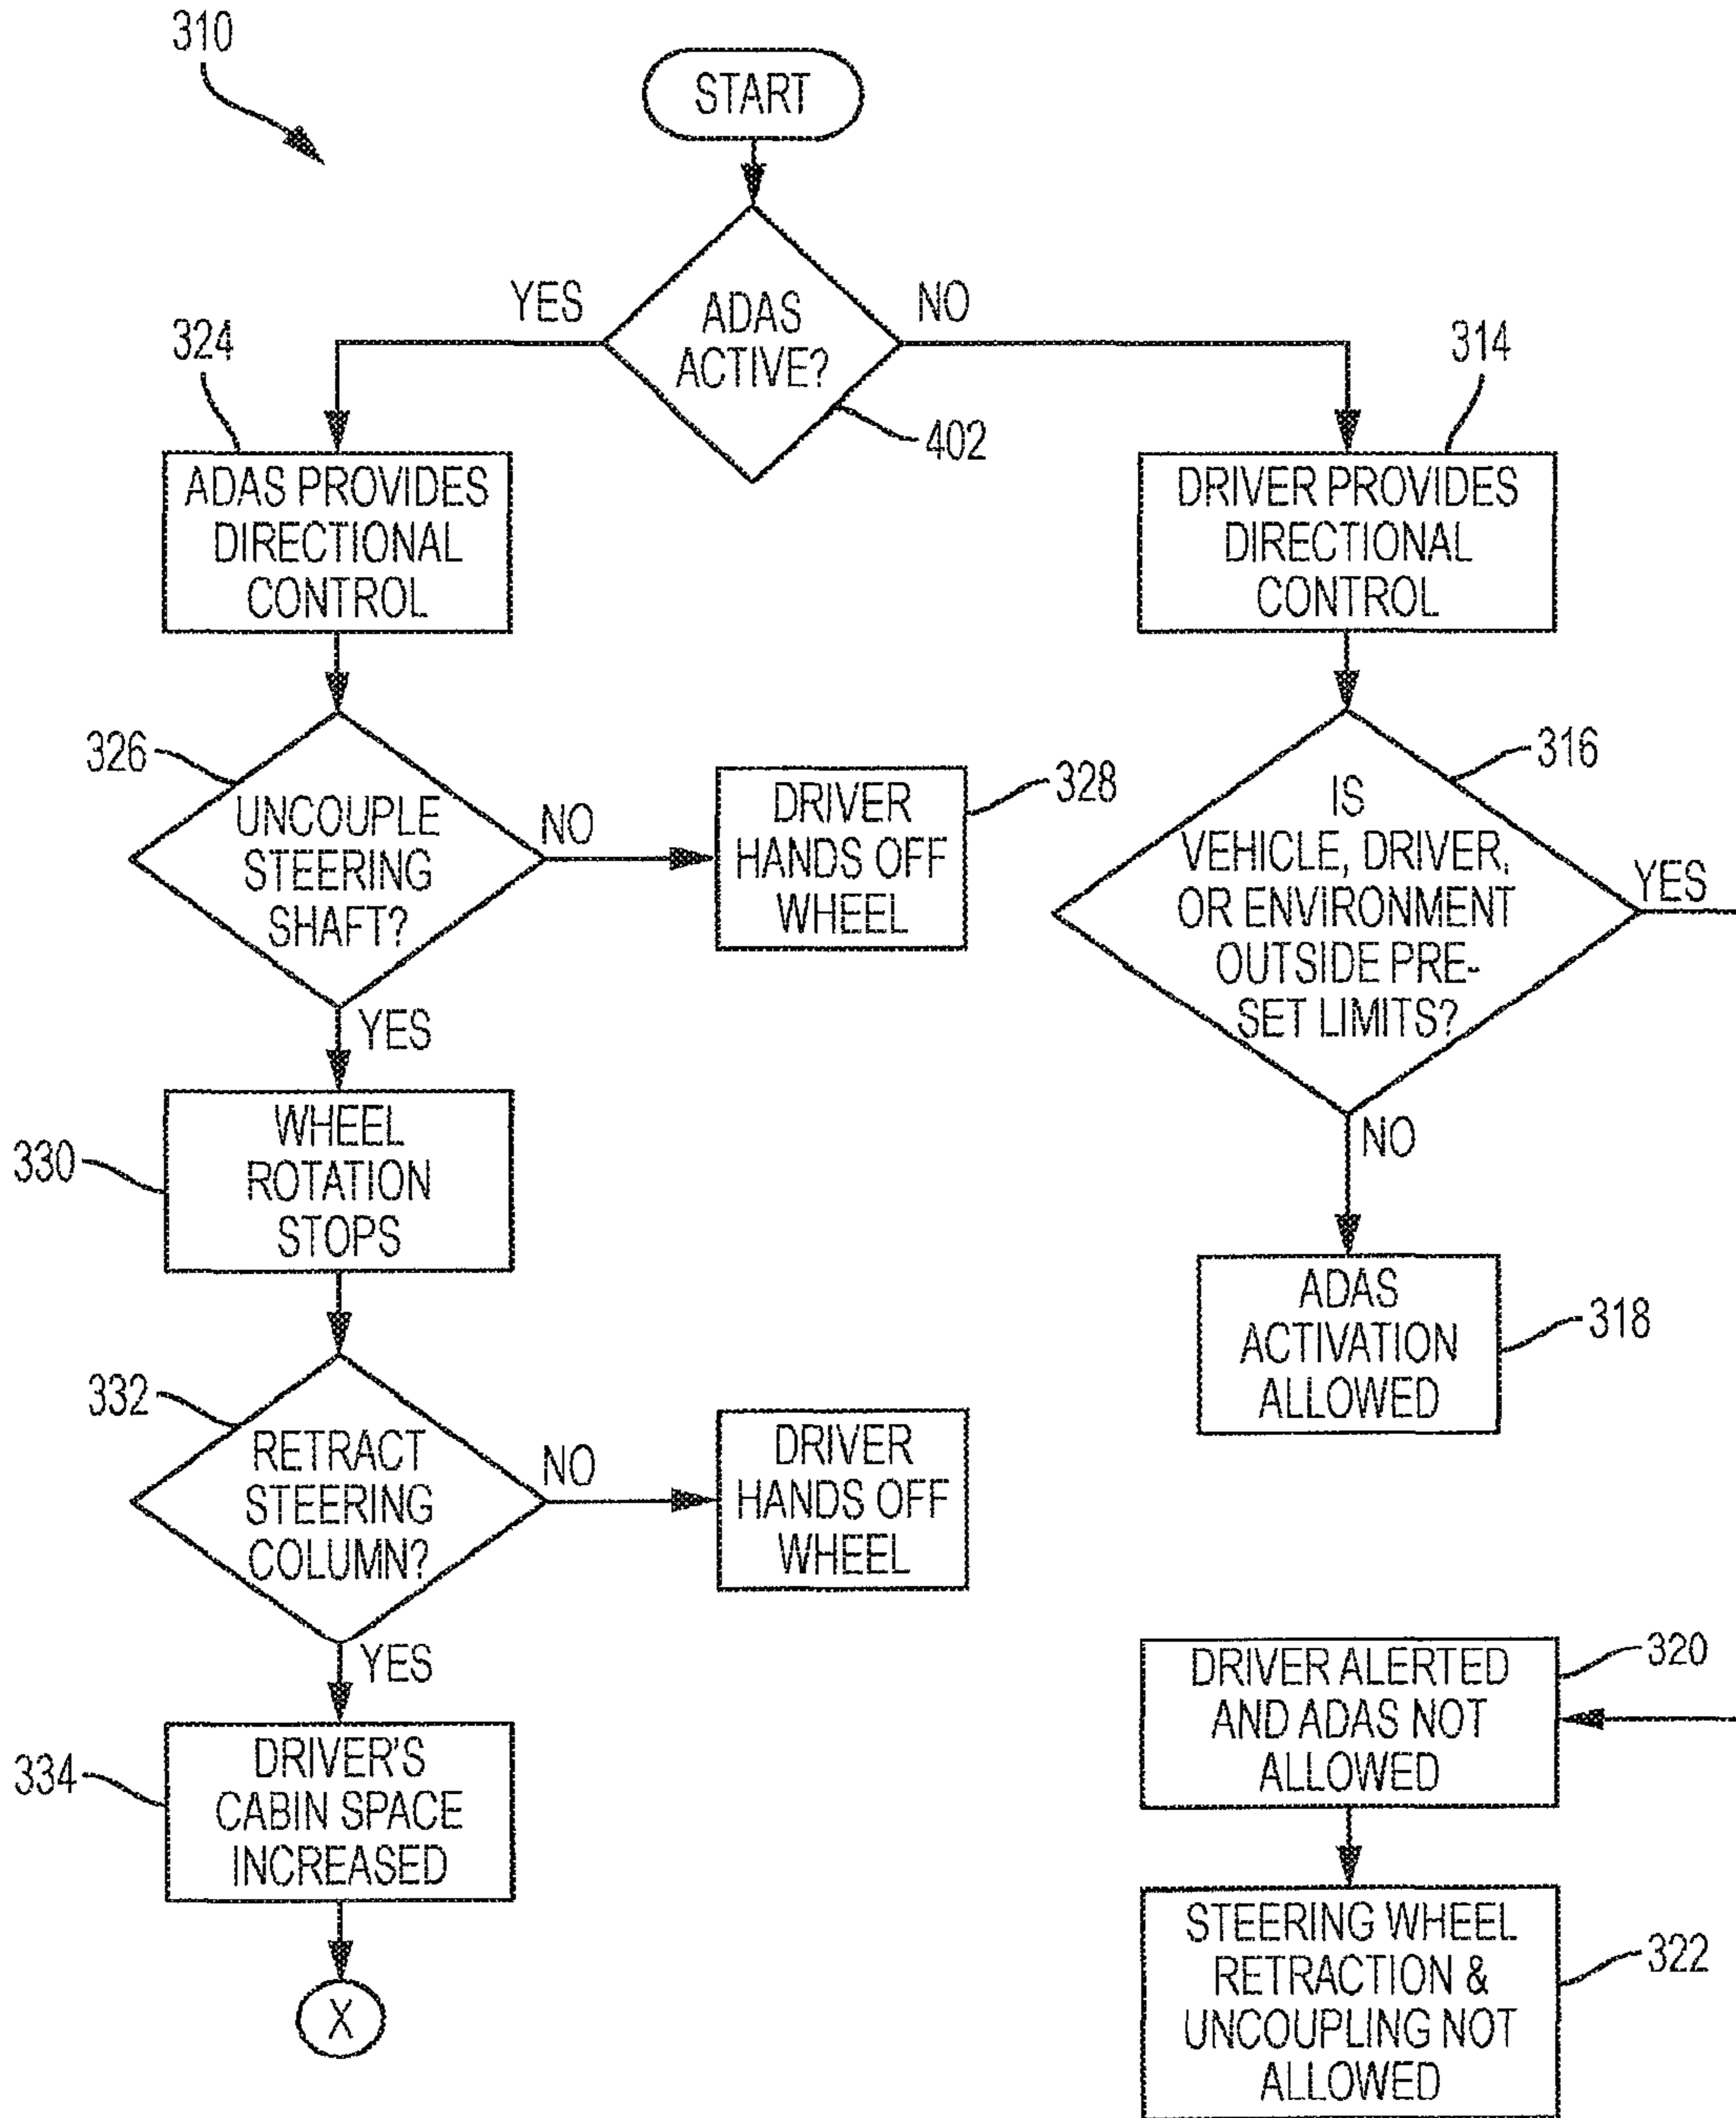 310
START
YES
ADAS
ACTIVE?
NO
402
324
ADAS PROVIDES
DIRECTIONAL
CONTROL
314
DRIVER PROVIDES
DIRECTIONAL
CONTROL
326
UNCOUPLE
STEERING
SHAFT?
NO
DRIVER
HANDS OFF
WHEEL
328
316
IS
VEHICLE, DRIVER,
OR ENVIRONMENT
OUTSIDE PRE-
SET LIMITS?
YES
YES
NO
330
WHEEL
ROTATION
STOPS
ADAS
ACTIVATION
ALLOWED
318
332
RETRACT
STEERING
COLUMN?
NO
DRIVER
HANDS OFF
WHEEL
YES
334
DRIVER'S
CABIN SPACE
INCREASED
X
DRIVER ALERTED
AND ADAS NOT
ALLOWED
320
STEERING WHEEL
RETRACTION &
UNCOUPLING NOT
ALLOWED
322